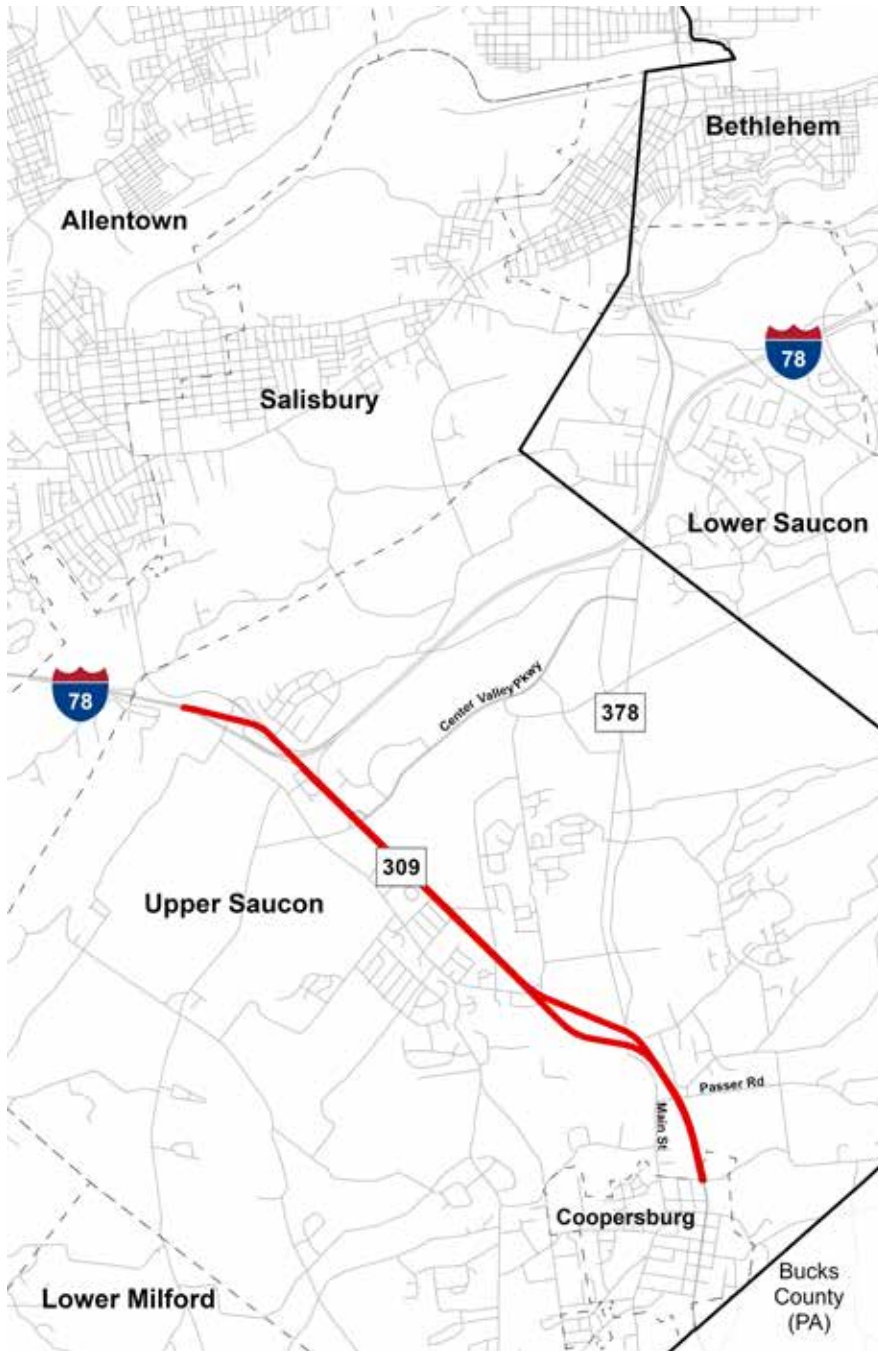 Bethlehem
Allentown
78
Salisbury
Lower Saucon
78
Center Valley Pkwy
378
309
Upper Saucon
Passer Rd
Main St
Coopersburg
Bucks
County
(PA)
Lower Milford